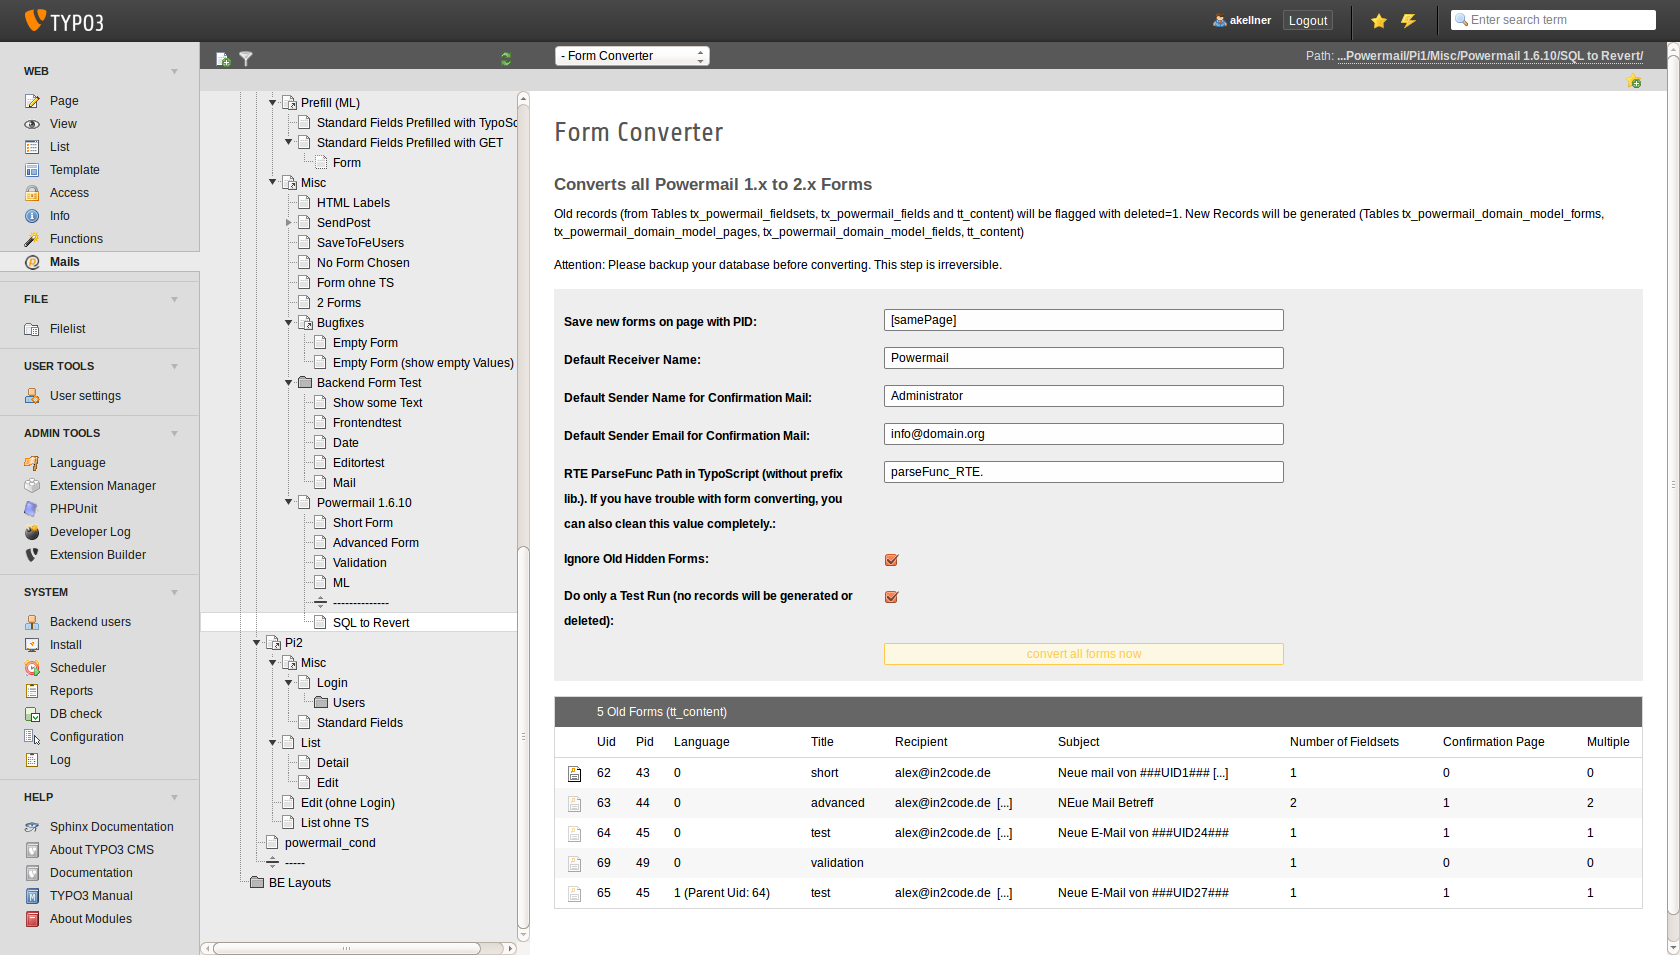 TYPO3
akellner
Logout
Enter search term
WEB
Page
View
List
Template
Access
Info
Functions
Mails
FILE
Filelist
USER TOOLS
User settings
ADMIN TOOLS
Language
Extension Manager
PHPUnit
Developer Log
Extension Builder
SYSTEM
Backend users
Install
Scheduler
Reports
DB check
Configuration
Log
HELP
Sphinx Documentation
About TYPO3 CMS
Documentation
TYPO3 Manual
About Modules
Prefill (ML)
Standard Fields Prefilled with TypoSc
Standard Fields Prefilled with GET
Form
Misc
HTML Labels
SendPost
SaveToFeUsers
No Form Chosen
Form ohne TS
2 Forms
Bugfixes
Empty Form
Empty Form (show empty Values)
Backend Form Test
Show some Text
Frontendtest
Date
Editortest
Mail
Powermail 1.6.10
Short Form
Advanced Form
Validation
ML
--------------
SQL to Revert
Pi2
Misc
Login
Users
Standard Fields
List
Detail
Edit
Edit (ohne Login)
List ohne TS
powermail_cond
-----
BE Layouts
- Form Converter
Path: ...Powermail/Pi1/Misc/Powermail 1.6.10/SQL to Revert/
Form Converter
Converts all Powermail 1.x to 2.x Forms
Old records (from Tables tx_powermail_fieldsets, tx_powermail_fields and tt_content) will be flagged with deleted=1. New Records will be generated (Tables tx_powermail_domain_model_forms,
tx_powermail_domain_model_pages, tx_powermail_domain_model_fields, tt_content)
Attention: Please backup your database before converting. This step is irreversible.
Save new forms on page with PID: [samePage]
Default Receiver Name: Powermail
Default Sender Name for Confirmation Mail: Administrator
Default Sender Email for Confirmation Mail: info@domain.org
RTE ParseFunc Path in TypoScript (without prefix parseFunc_RTE.
lib.). If you have trouble with form converting, you
can also clean this value completely.:
Ignore Old Hidden Forms:
Do only a Test Run (no records will be generated or
deleted):
convert all forms now
5 Old Forms (tt_content)
Uid Pid Language Title Recipient Subject Number of Fieldsets Confirmation Page Multiple
62 43 0 short alex@in2code.de Neue mail von ###UID1### [...] 1 0 0
63 44 0 advanced alex@in2code.de [...] NEue Mail Betreff 2 1 2
64 45 0 test alex@in2code.de [...] Neue E-Mail von ###UID24### 1 1 1
69 49 0 validation 1 0 0
65 45 1 (Parent Uid: 64) test alex@in2code.de [...] Neue E-Mail von ###UID27### 1 1 1